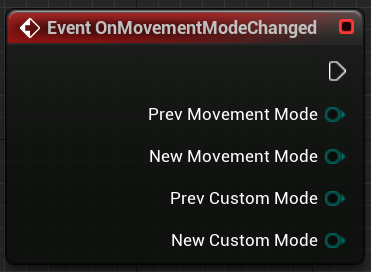 Event OnMovementModeChanged
Prev Movement Mode
New Movement Mode
Prev Custom Mode
New Custom Mode